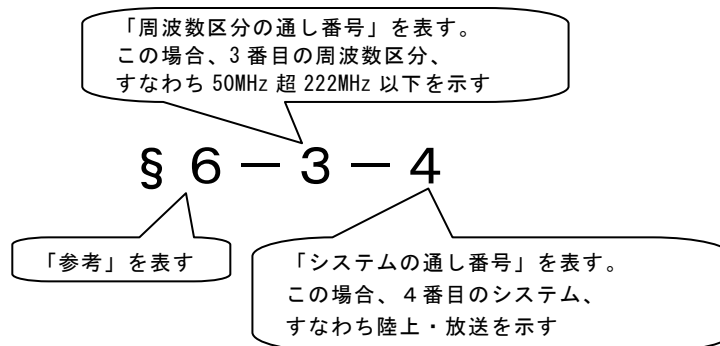 「周波数区分の通し番号」を表す。
この場合、3番目の周波数区分、
すなわち 50MHz 超 222MHz 以下を示す
§６－３－４
「参考」を表す
「システムの通し番号」を表す。
この場合、４番目のシステム、
すなわち陸上・放送を示す